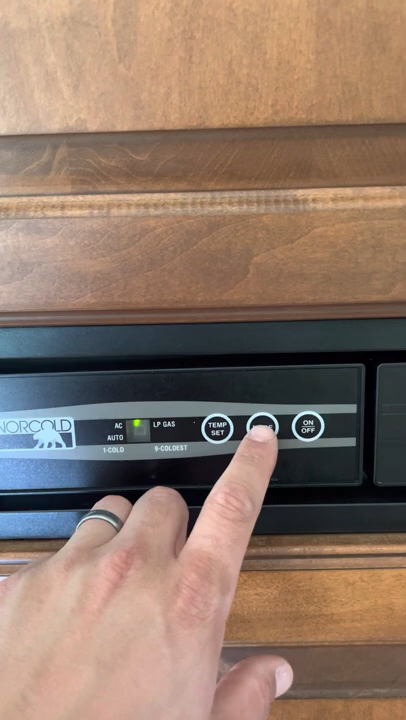 NORCOLD
AC
AUTO
LP GAS
1-COLD 9-COLDEST
TEMP
SET
ON
OFF